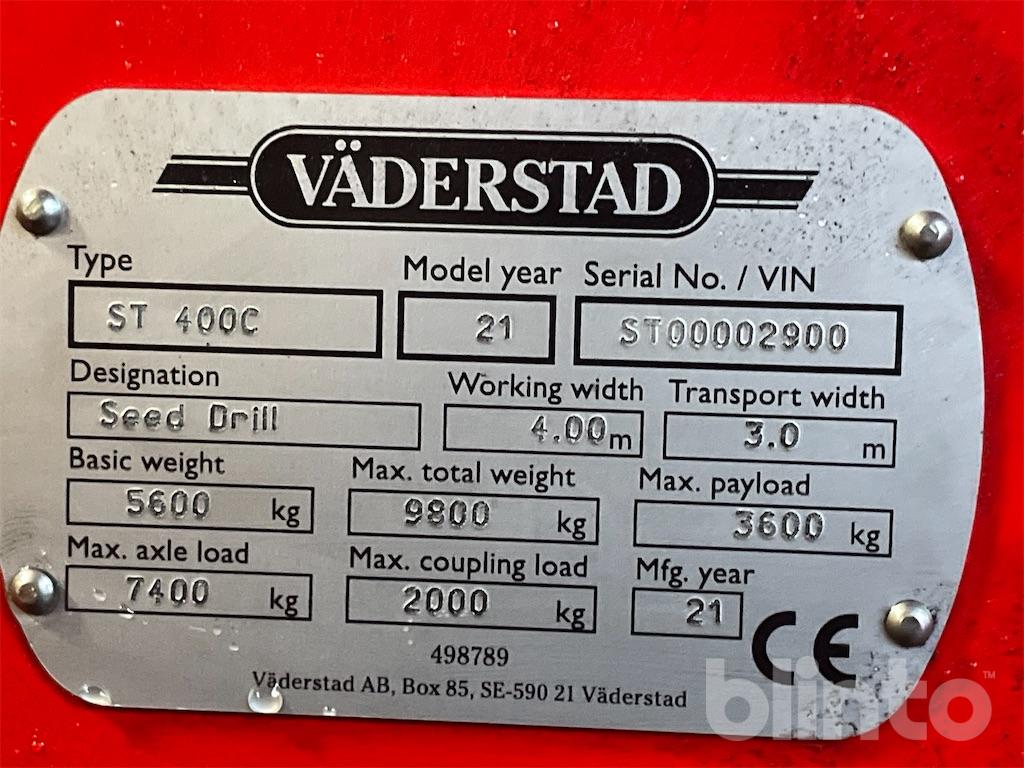 VÄDERSTAD
Type Model year Serial No. / VIN
ST 400C 21 ST00002900
Designation Working width Transport width
Seed Drill 4.00 m 3.0 m
Basic weight Max. total weight Max. payload
5600 kg 9800 kg 3600 kg
Max. axle load Max. coupling load Mfg. year
7400 kg 2000 kg 21
CE
498789
Väderstad AB, Box 85, SE-590 21 Väderstad
blinto™